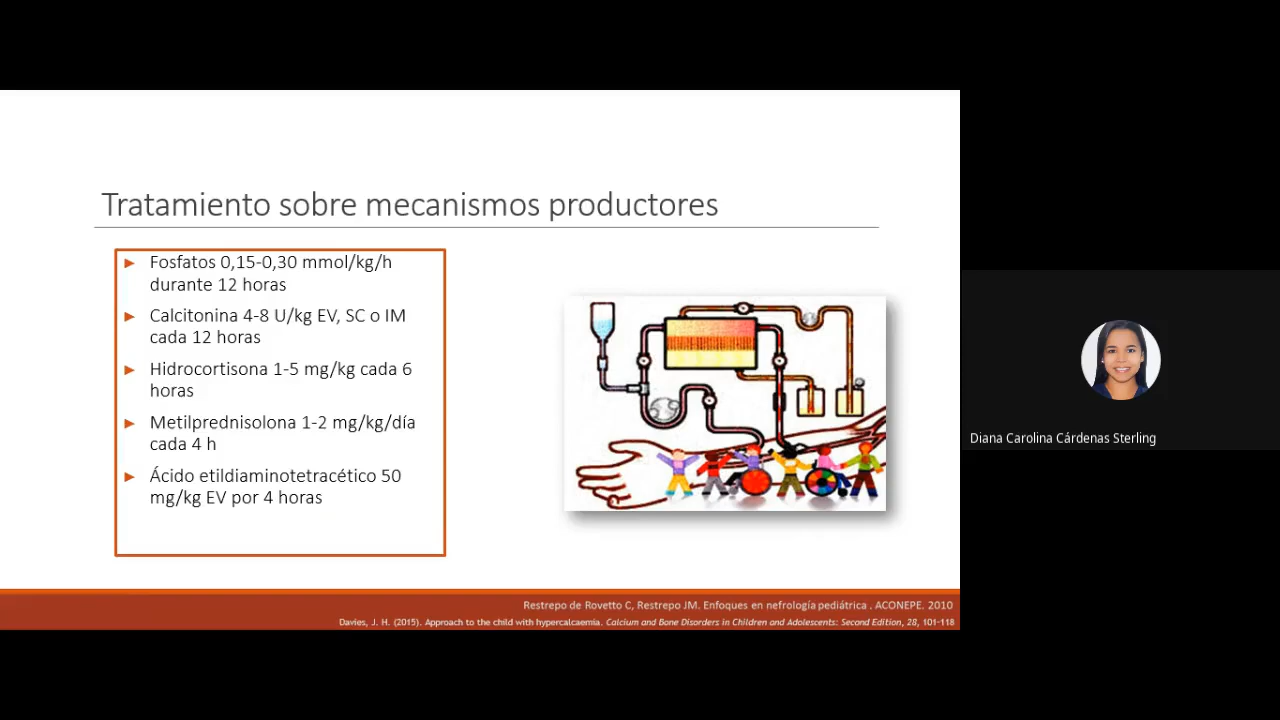 Tratamiento sobre mecanismos productores
► Fosfatos 0,15-0,30 mmol/kg/h
durante 12 horas
► Calcitonina 4-8 U/kg EV, SC o IM
cada 12 horas
► Hidrocortisona 1-5 mg/kg cada 6
horas
► Metilprednisolona 1-2 mg/kg/día
cada 4 h
► Ácido etildiaminotetracético 50
mg/kg EV por 4 horas
Restrepo de Rovetto C, Restrepo JM. Enfoques en nefrología pediátrica . ACONEPE. 2010
Davies, J. H. (2015). Approach to the child with hypercalcaemia. Calcium and Bone Disorders in Children and Adolescents: Second Edition, 28, 101-118
Diana Carolina Cárdenas Sterling